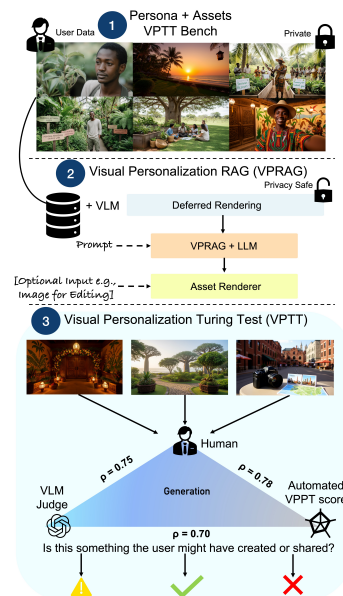 1
Persona + Assets
VPTT Bench
User Data
Private
2
Visual Personalization RAG (VPRAG)
Privacy Safe
+ VLM
Deferred Rendering
Prompt
VPRAG + LLM
[Optional Input e.g.,
Image for Editing]
Asset Renderer
3
Visual Personalization Turing Test (VPTT)
Human
ρ = 0.75
ρ = 0.78
VLM
Judge
Generation
Automated
VPPT score
ρ = 0.70
Is this something the user might have created or shared?